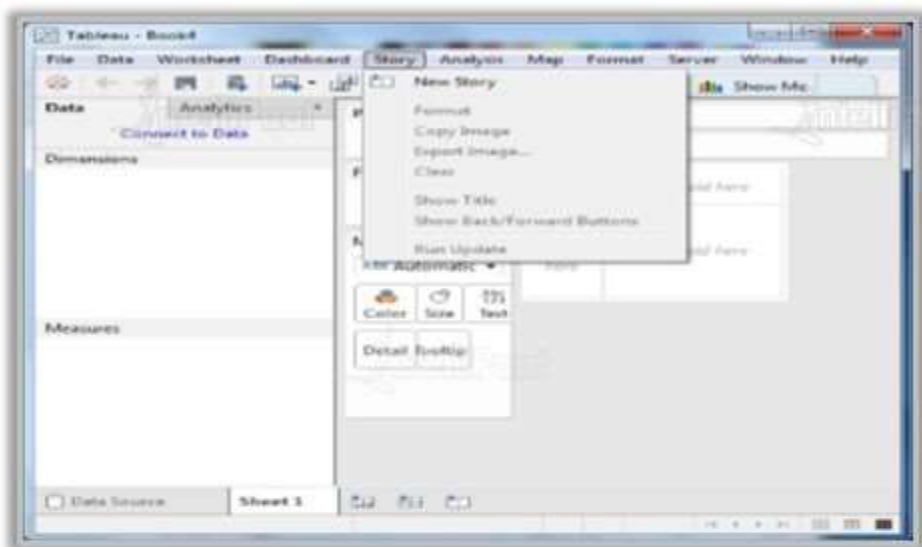 Tableau - Book4
File Data Worksheet Dashboard Story Analysis Map Format Server Window Help
New Story
Show Me
Data Analytics
Format
Connect to Data
Copy Image
Export Image...
Dimensions
Clear
Show Title
Show Back/Forward Buttons
Run Update
Automatic
Color Size Text
Measures
Detail Tooltip
Data Source Sheet 1